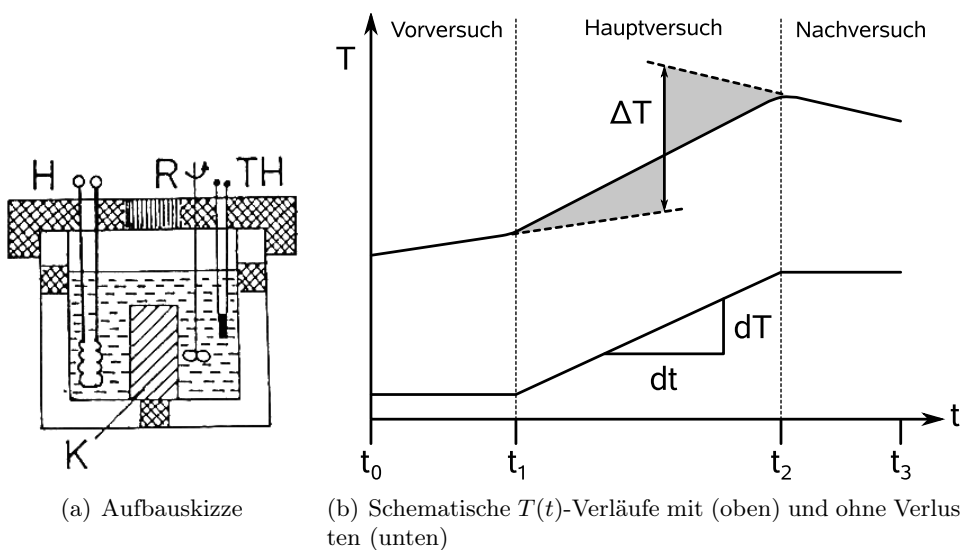 H R TH
K
(a) Aufbauskizze
Vorversuch Hauptversuch Nachversuch
T
ΔT
dT
dt
t
t0 t1 t2 t3
(b) Schematische T(t)-Verläufe mit (oben) und ohne Verlus
ten (unten)